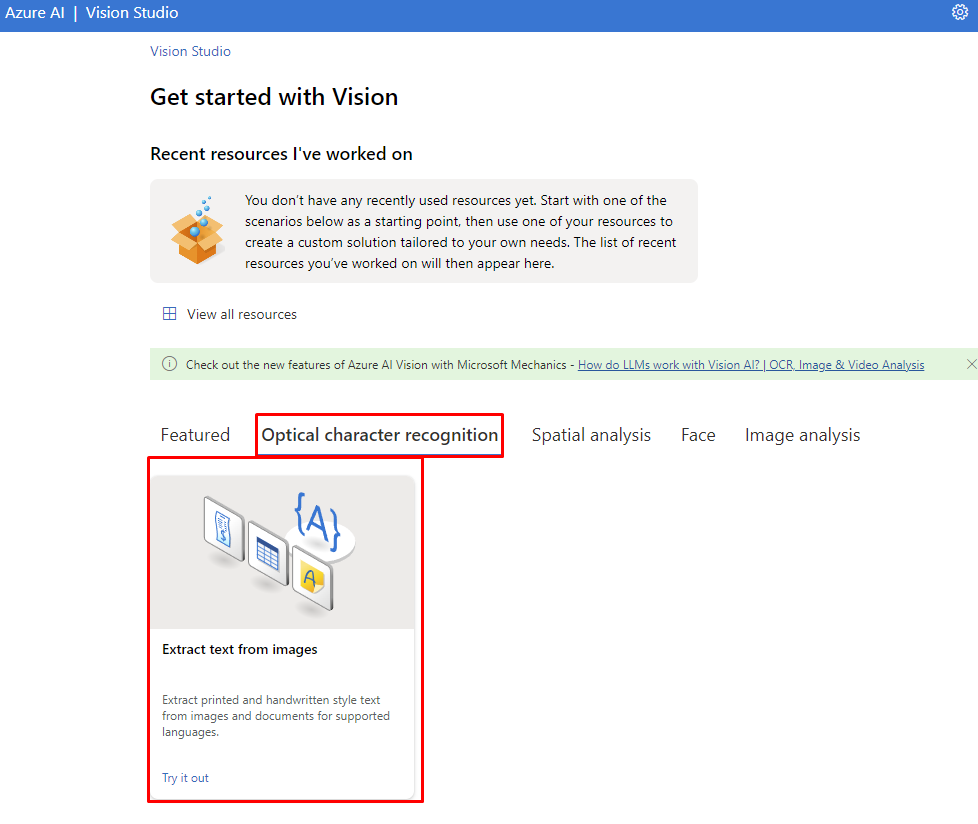 Azure AI | Vision Studio
Vision Studio
Get started with Vision
Recent resources I've worked on
You don't have any recently used resources yet. Start with one of the
scenarios below as a starting point, then use one of your resources to
create a custom solution tailored to your own needs. The list of recent
resources you've worked on will then appear here.
View all resources
Check out the new features of Azure AI Vision with Microsoft Mechanics - How do LLMs work with Vision AI? | OCR, Image & Video Analysis
Featured Optical character recognition Spatial analysis Face Image analysis
{A}
A
Extract text from images
Extract printed and handwritten style text
from images and documents for supported
languages.
Try it out